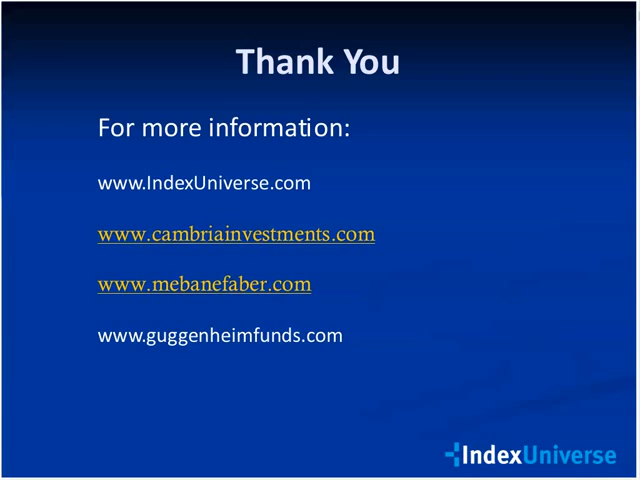 Thank You
For more information:
www.IndexUniverse.com
www.cambriainvestments.com
www.mebanefaber.com
www.guggenheimfunds.com
IndexUniverse